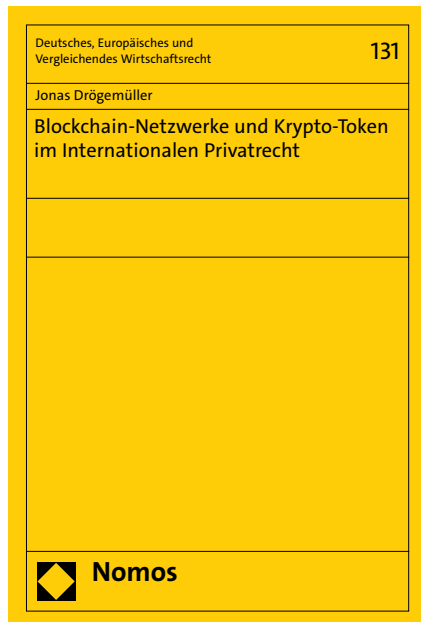 Deutsches, Europäisches und
Vergleichendes Wirtschaftsrecht
131
Jonas Drögemüller
Blockchain-Netzwerke und Krypto-Token
im Internationalen Privatrecht
Nomos